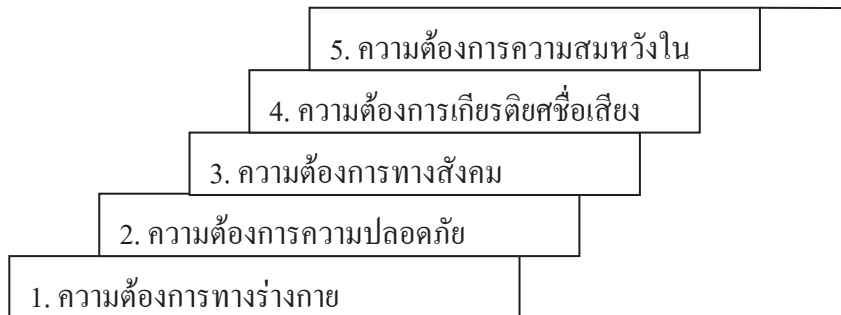 5. ความต้องการความสมหวังใน
4. ความต้องการเกียรติยศชื่อเสียง
3. ความต้องการทางสังคม
2. ความต้องการความปลอดภัย
1. ความต้องการทางร่างกาย